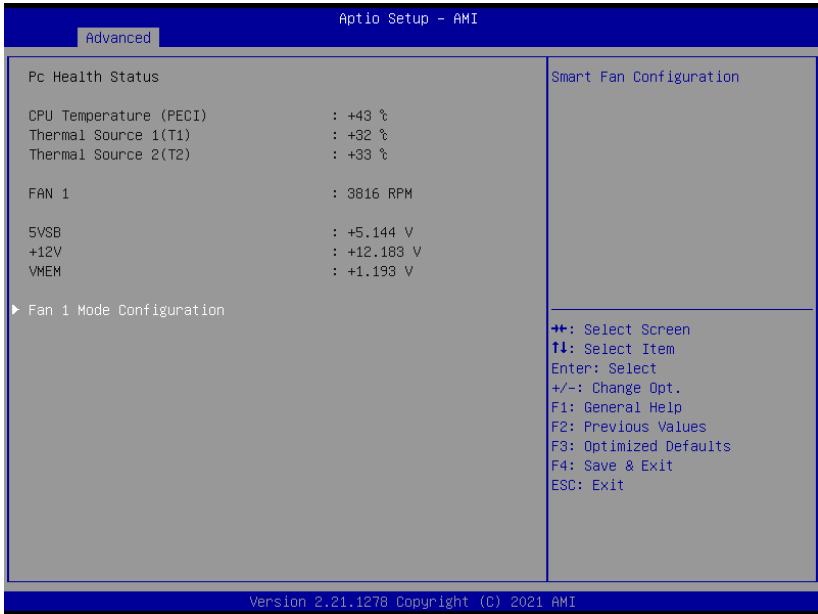 Aptio Setup – AMI
Advanced
Pc Health Status
CPU Temperature (PECI) : +43 ℃
Thermal Source 1(T1) : +32 ℃
Thermal Source 2(T2) : +33 ℃
FAN 1 : 3816 RPM
5VSB : +5.144 V
+12V : +12.183 V
VMEM : +1.193 V
▶ Fan 1 Mode Configuration
Smart Fan Configuration
→←: Select Screen
↑↓: Select Item
Enter: Select
+/-: Change Opt.
F1: General Help
F2: Previous Values
F3: Optimized Defaults
F4: Save & Exit
ESC: Exit
Version 2.21.1278 Copyright (C) 2021 AMI